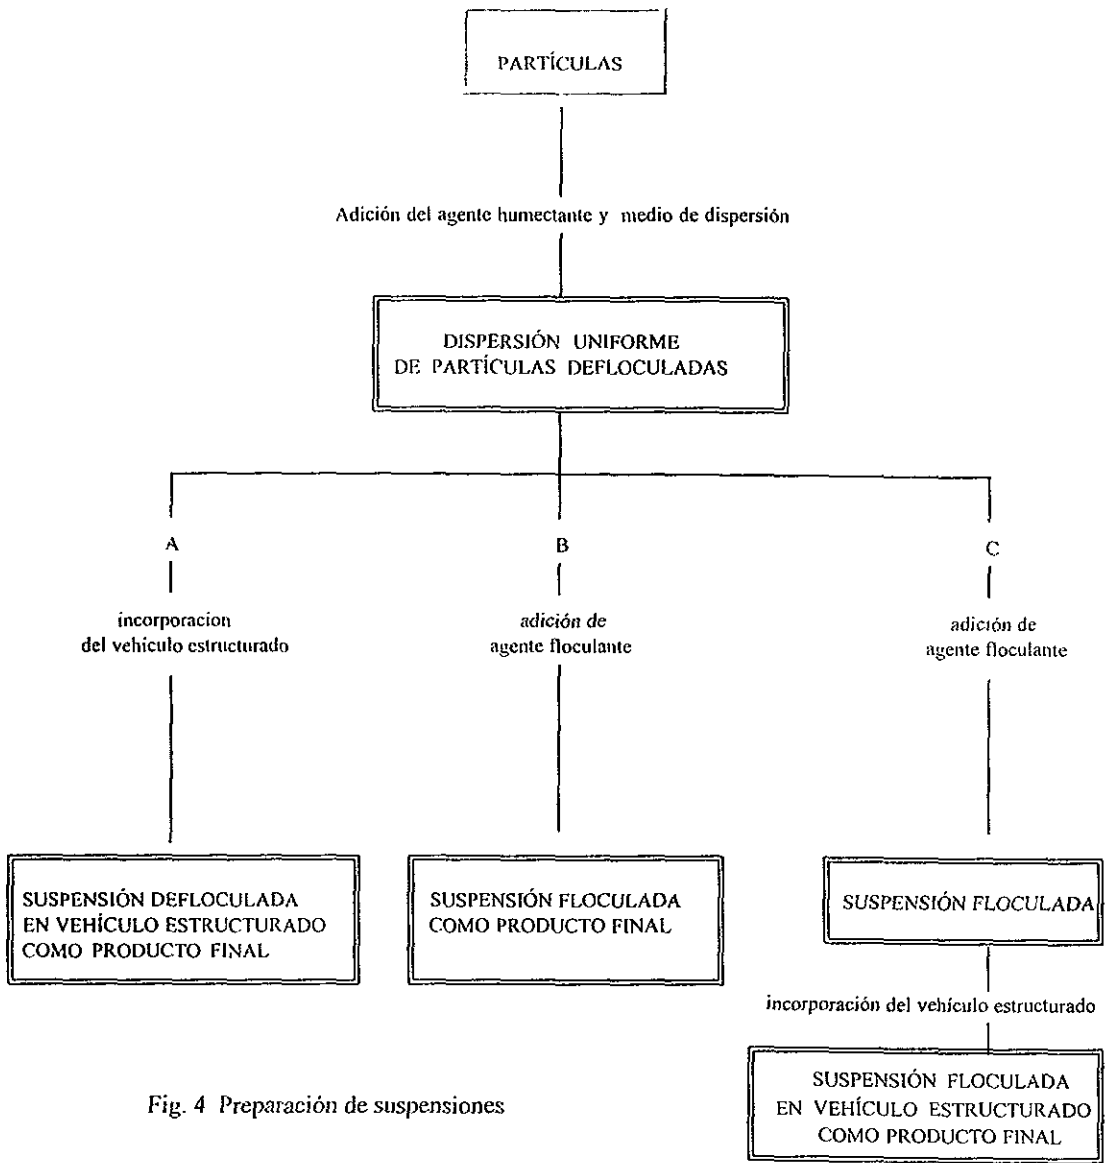 PARTÍCULAS
Adición del agente humectante y medio de dispersión
DISPERSIÓN UNIFORME
DE PARTÍCULAS DEFLOCULADAS
A
incorporacion
del vehículo estructurado
B
adición de
agente floculante
C
adición de
agente floculante
SUSPENSIÓN DEFLOCULADA
EN VEHÍCULO ESTRUCTURADO
COMO PRODUCTO FINAL
SUSPENSIÓN FLOCULADA
COMO PRODUCTO FINAL
SUSPENSIÓN FLOCULADA
incorporación del vehículo estructurado
SUSPENSIÓN FLOCULADA
EN VEHÍCULO ESTRUCTURADO
COMO PRODUCTO FINAL
Fig. 4 Preparación de suspensiones